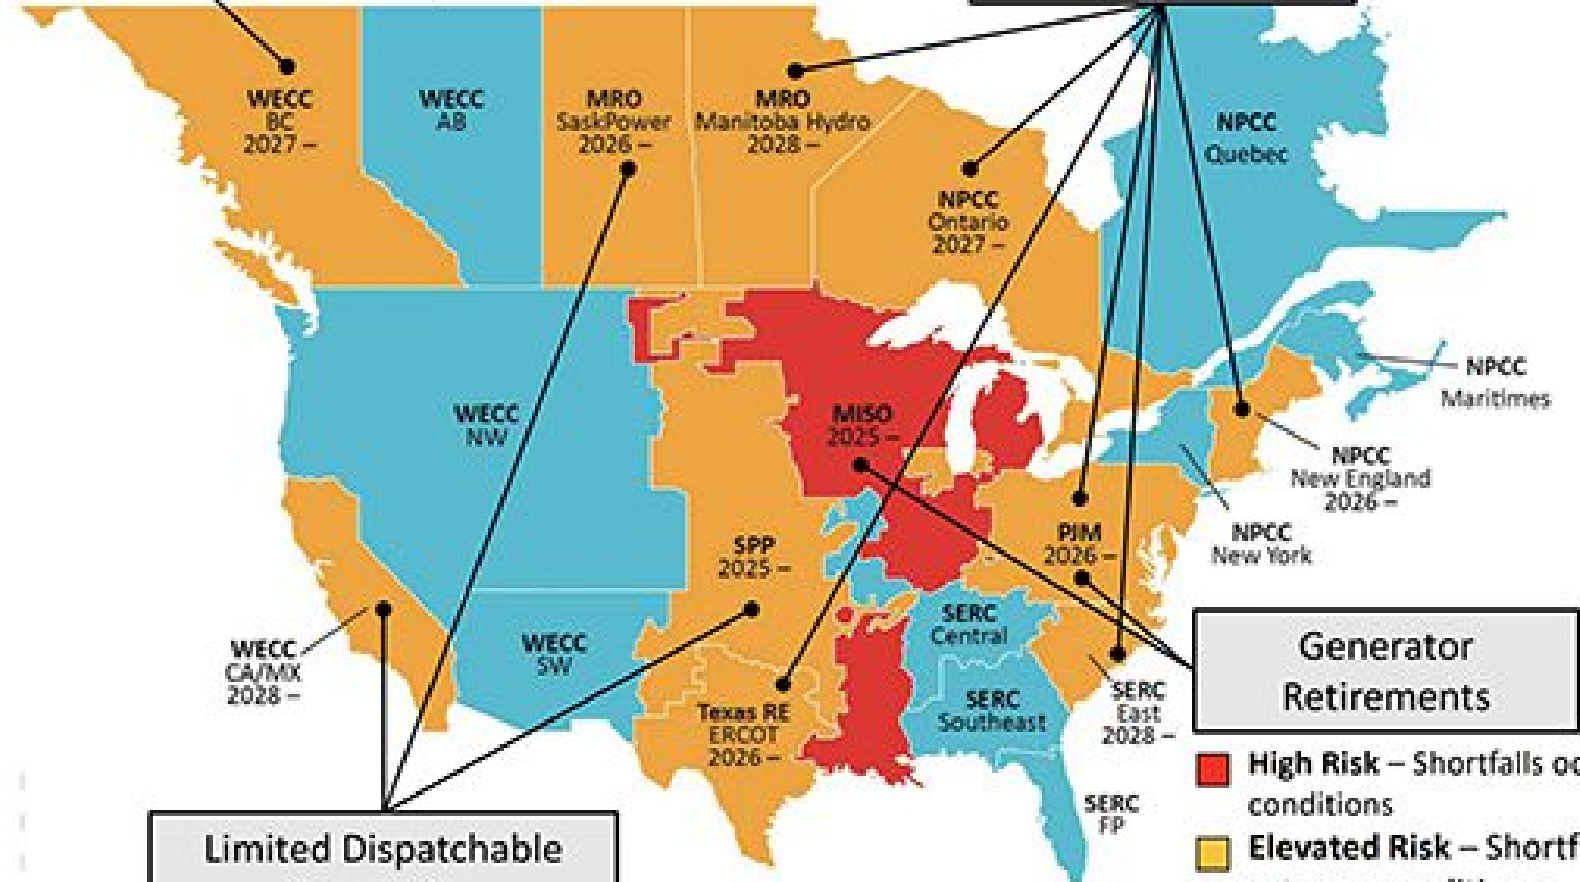 WECC
BC
2027 –
WECC
AB
MRO
SaskPower
2026 –
MRO
Manitoba Hydro
2028 –
NPCC
Ontario
2027 –
NPCC
Quebec
NPCC
Maritimes
WECC
NW
MISO
2025 –
NPCC
New England
2026 –
NPCC
New York
PJM
2026 –
SPP
2025 –
SERC
Central
WECC
SW
WECC
CA/MX
2028 –
SERC
Southeast
SERC
East
2028 –
Texas RE
ERCOT
2026 –
SERC
FP
Generator
Retirements
High Risk – Shortfalls oc
conditions
Elevated Risk – Shortf
Limited Dispatchable